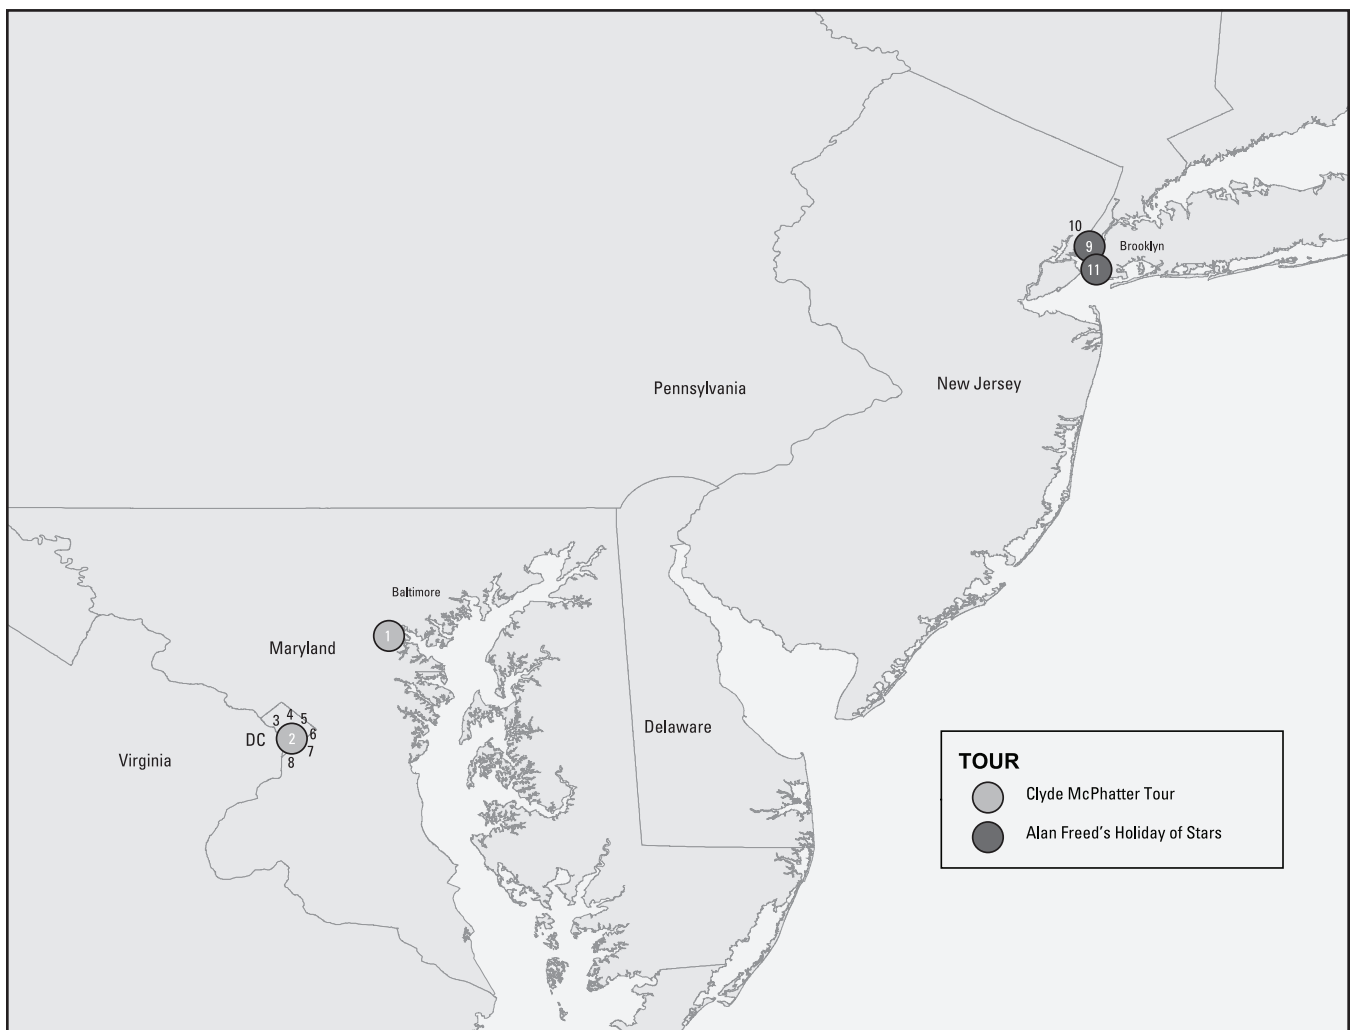 10
9
Brooklyn
11
Pennsylvania
New Jersey
Baltimore
1
Maryland
3 4 5
DC 2 6
7
8
Virginia
Delaware
TOUR
Clyde McPhatter Tour
Alan Freed's Holiday of Stars